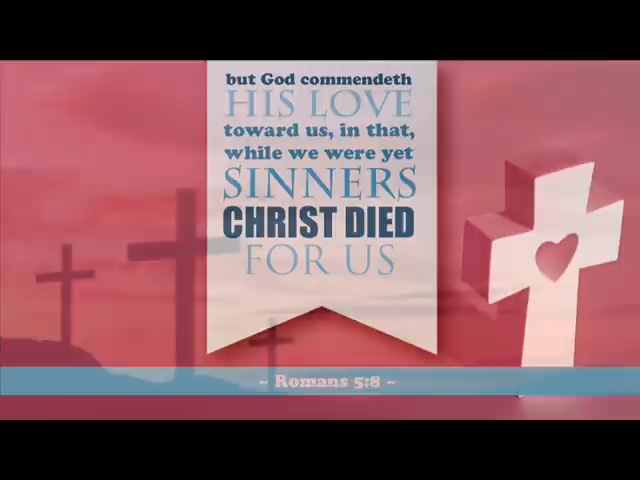 but God commendeth
HIS LOVE
toward us, in that,
while we were yet
SINNERS
CHRIST DIED
FOR US
~ Romans 5:8 ~